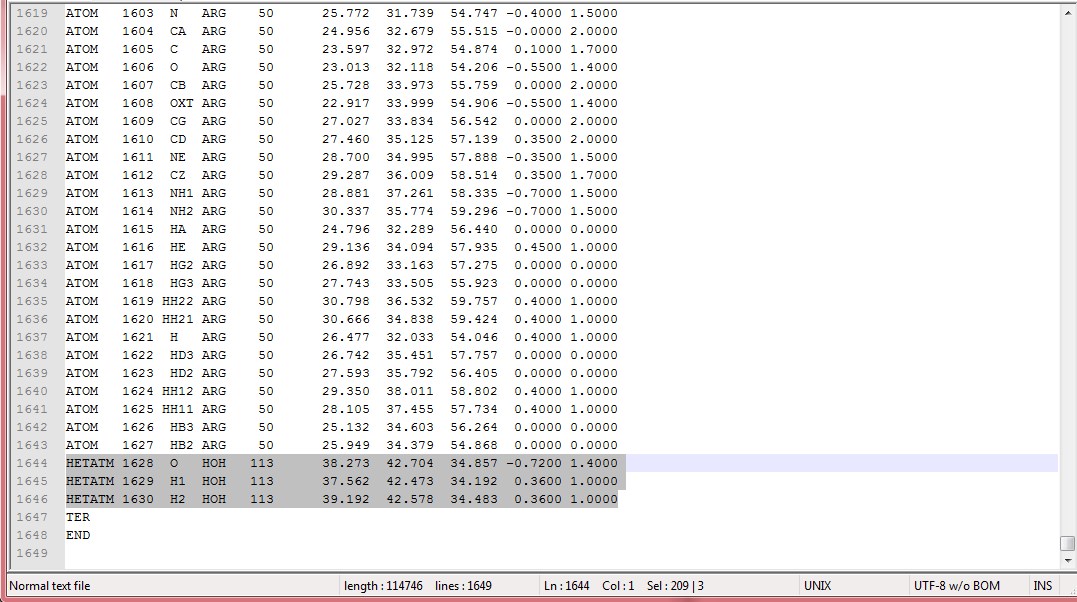 1619 ATOM 1603 N ARG 50 25.772 31.739 54.747 -0.4000 1.5000
1620 ATOM 1604 CA ARG 50 24.956 32.679 55.515 -0.0000 2.0000
1621 ATOM 1605 C ARG 50 23.597 32.972 54.874 0.1000 1.7000
1622 ATOM 1606 O ARG 50 23.013 32.118 54.206 -0.5500 1.4000
1623 ATOM 1607 CB ARG 50 25.728 33.973 55.759 0.0000 2.0000
1624 ATOM 1608 OXT ARG 50 22.917 33.999 54.906 -0.5500 1.4000
1625 ATOM 1609 CG ARG 50 27.027 33.834 56.542 0.0000 2.0000
1626 ATOM 1610 CD ARG 50 27.460 35.125 57.139 0.3500 2.0000
1627 ATOM 1611 NE ARG 50 28.700 34.995 57.888 -0.3500 1.5000
1628 ATOM 1612 CZ ARG 50 29.287 36.009 58.514 0.3500 1.7000
1629 ATOM 1613 NH1 ARG 50 28.881 37.261 58.335 -0.7000 1.5000
1630 ATOM 1614 NH2 ARG 50 30.337 35.774 59.296 -0.7000 1.5000
1631 ATOM 1615 HA ARG 50 24.796 32.289 56.440 0.0000 0.0000
1632 ATOM 1616 HE ARG 50 29.136 34.094 57.935 0.4500 1.0000
1633 ATOM 1617 HG2 ARG 50 26.892 33.163 57.275 0.0000 0.0000
1634 ATOM 1618 HG3 ARG 50 27.743 33.505 55.923 0.0000 0.0000
1635 ATOM 1619 HH22 ARG 50 30.798 36.532 59.757 0.4000 1.0000
1636 ATOM 1620 HH21 ARG 50 30.666 34.838 59.424 0.4000 1.0000
1637 ATOM 1621 H ARG 50 26.477 32.033 54.046 0.4000 1.0000
1638 ATOM 1622 HD3 ARG 50 26.742 35.451 57.757 0.0000 0.0000
1639 ATOM 1623 HD2 ARG 50 27.593 35.792 56.405 0.0000 0.0000
1640 ATOM 1624 HH12 ARG 50 29.350 38.011 58.802 0.4000 1.0000
1641 ATOM 1625 HH11 ARG 50 28.105 37.455 57.734 0.4000 1.0000
1642 ATOM 1626 HB3 ARG 50 25.132 34.603 56.264 0.0000 0.0000
1643 ATOM 1627 HB2 ARG 50 25.949 34.379 54.868 0.0000 0.0000
1644 HETATM 1628 O HOH 113 38.273 42.704 34.857 -0.7200 1.4000
1645 HETATM 1629 H1 HOH 113 37.562 42.473 34.192 0.3600 1.0000
1646 HETATM 1630 H2 HOH 113 39.192 42.578 34.483 0.3600 1.0000
1647 TER
1648 END
1649
Normal text file length : 114746 lines : 1649 Ln : 1644 Col : 1 Sel : 209 | 3 UNIX UTF-8 w/o BOM INS